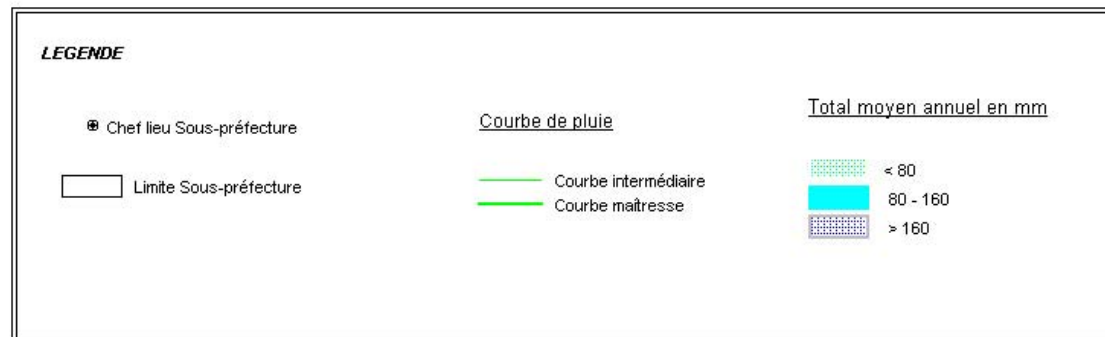 LEGENDE
Chef lieu Sous-préfecture
Limite Sous-préfecture
Courbe de pluie
Courbe intermédiaire
Courbe maîtresse
Total moyen annuel en mm
< 80
80 - 160
> 160